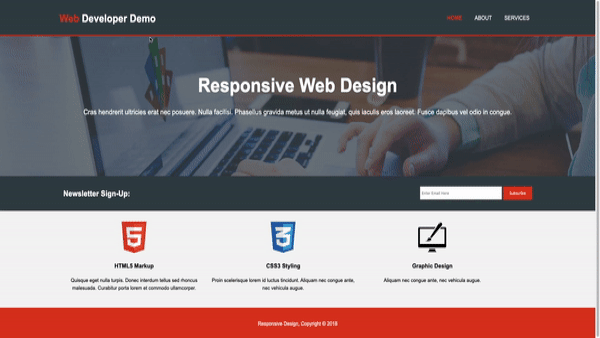 Web Developer Demo
HOME ABOUT SERVICES
Responsive Web Design
Cras hendrerit ultricies erat nec posuere. Nulla facilisi. Phasellus gravida metus ut nulla feugiat, quis iaculis eros laoreet. Fusce dapibus vel odio in congue.
Newsletter Sign-Up:
Enter Email Here
Subscribe
5
3
HTML5 Markup
Quisque eget nulla turpis. Donec interdum tellus sed rhoncus
malesuada. Curabitur porta lorem et commodo ullamcorper.
CSS3 Styling
Proin scelerisque lorem id luctus tincidunt. Aliquam nec congue ante,
nec vehicula augue.
Graphic Design
Aliquam nec congue ante, nec vehicula augue.
Responsive Design, Copyright © 2018